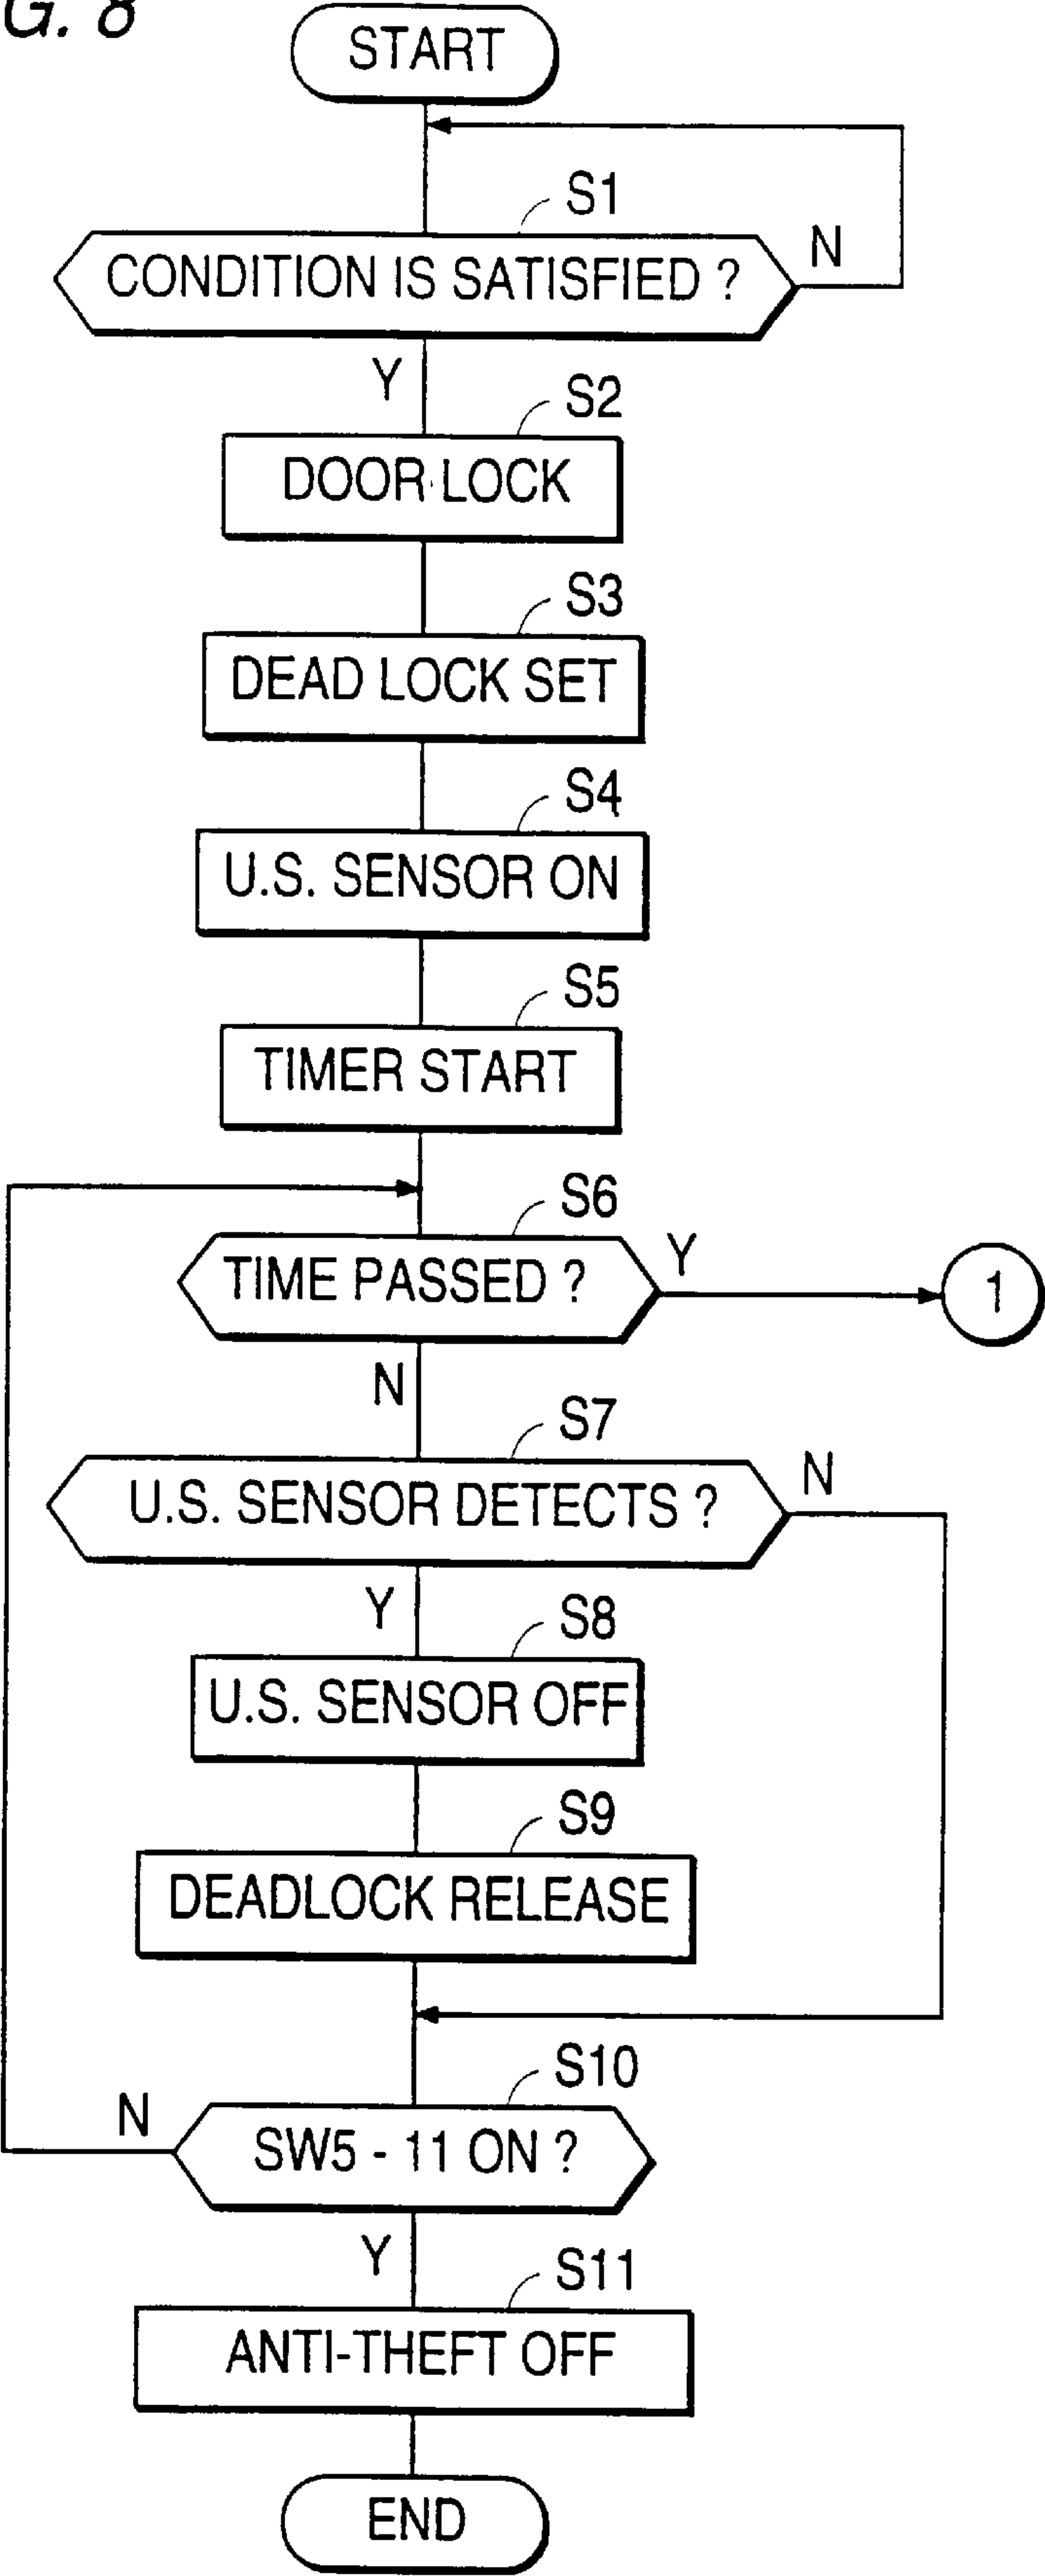 G. 8
START
S1
CONDITION IS SATISFIED ?
N
Y
S2
DOOR LOCK
S3
DEAD LOCK SET
S4
U.S. SENSOR ON
S5
TIMER START
S6
TIME PASSED ?
Y
1
N
S7
U.S. SENSOR DETECTS ?
N
Y
S8
U.S. SENSOR OFF
S9
DEADLOCK RELEASE
S10
N
SW5 - 11 ON ?
Y
S11
ANTI-THEFT OFF
END